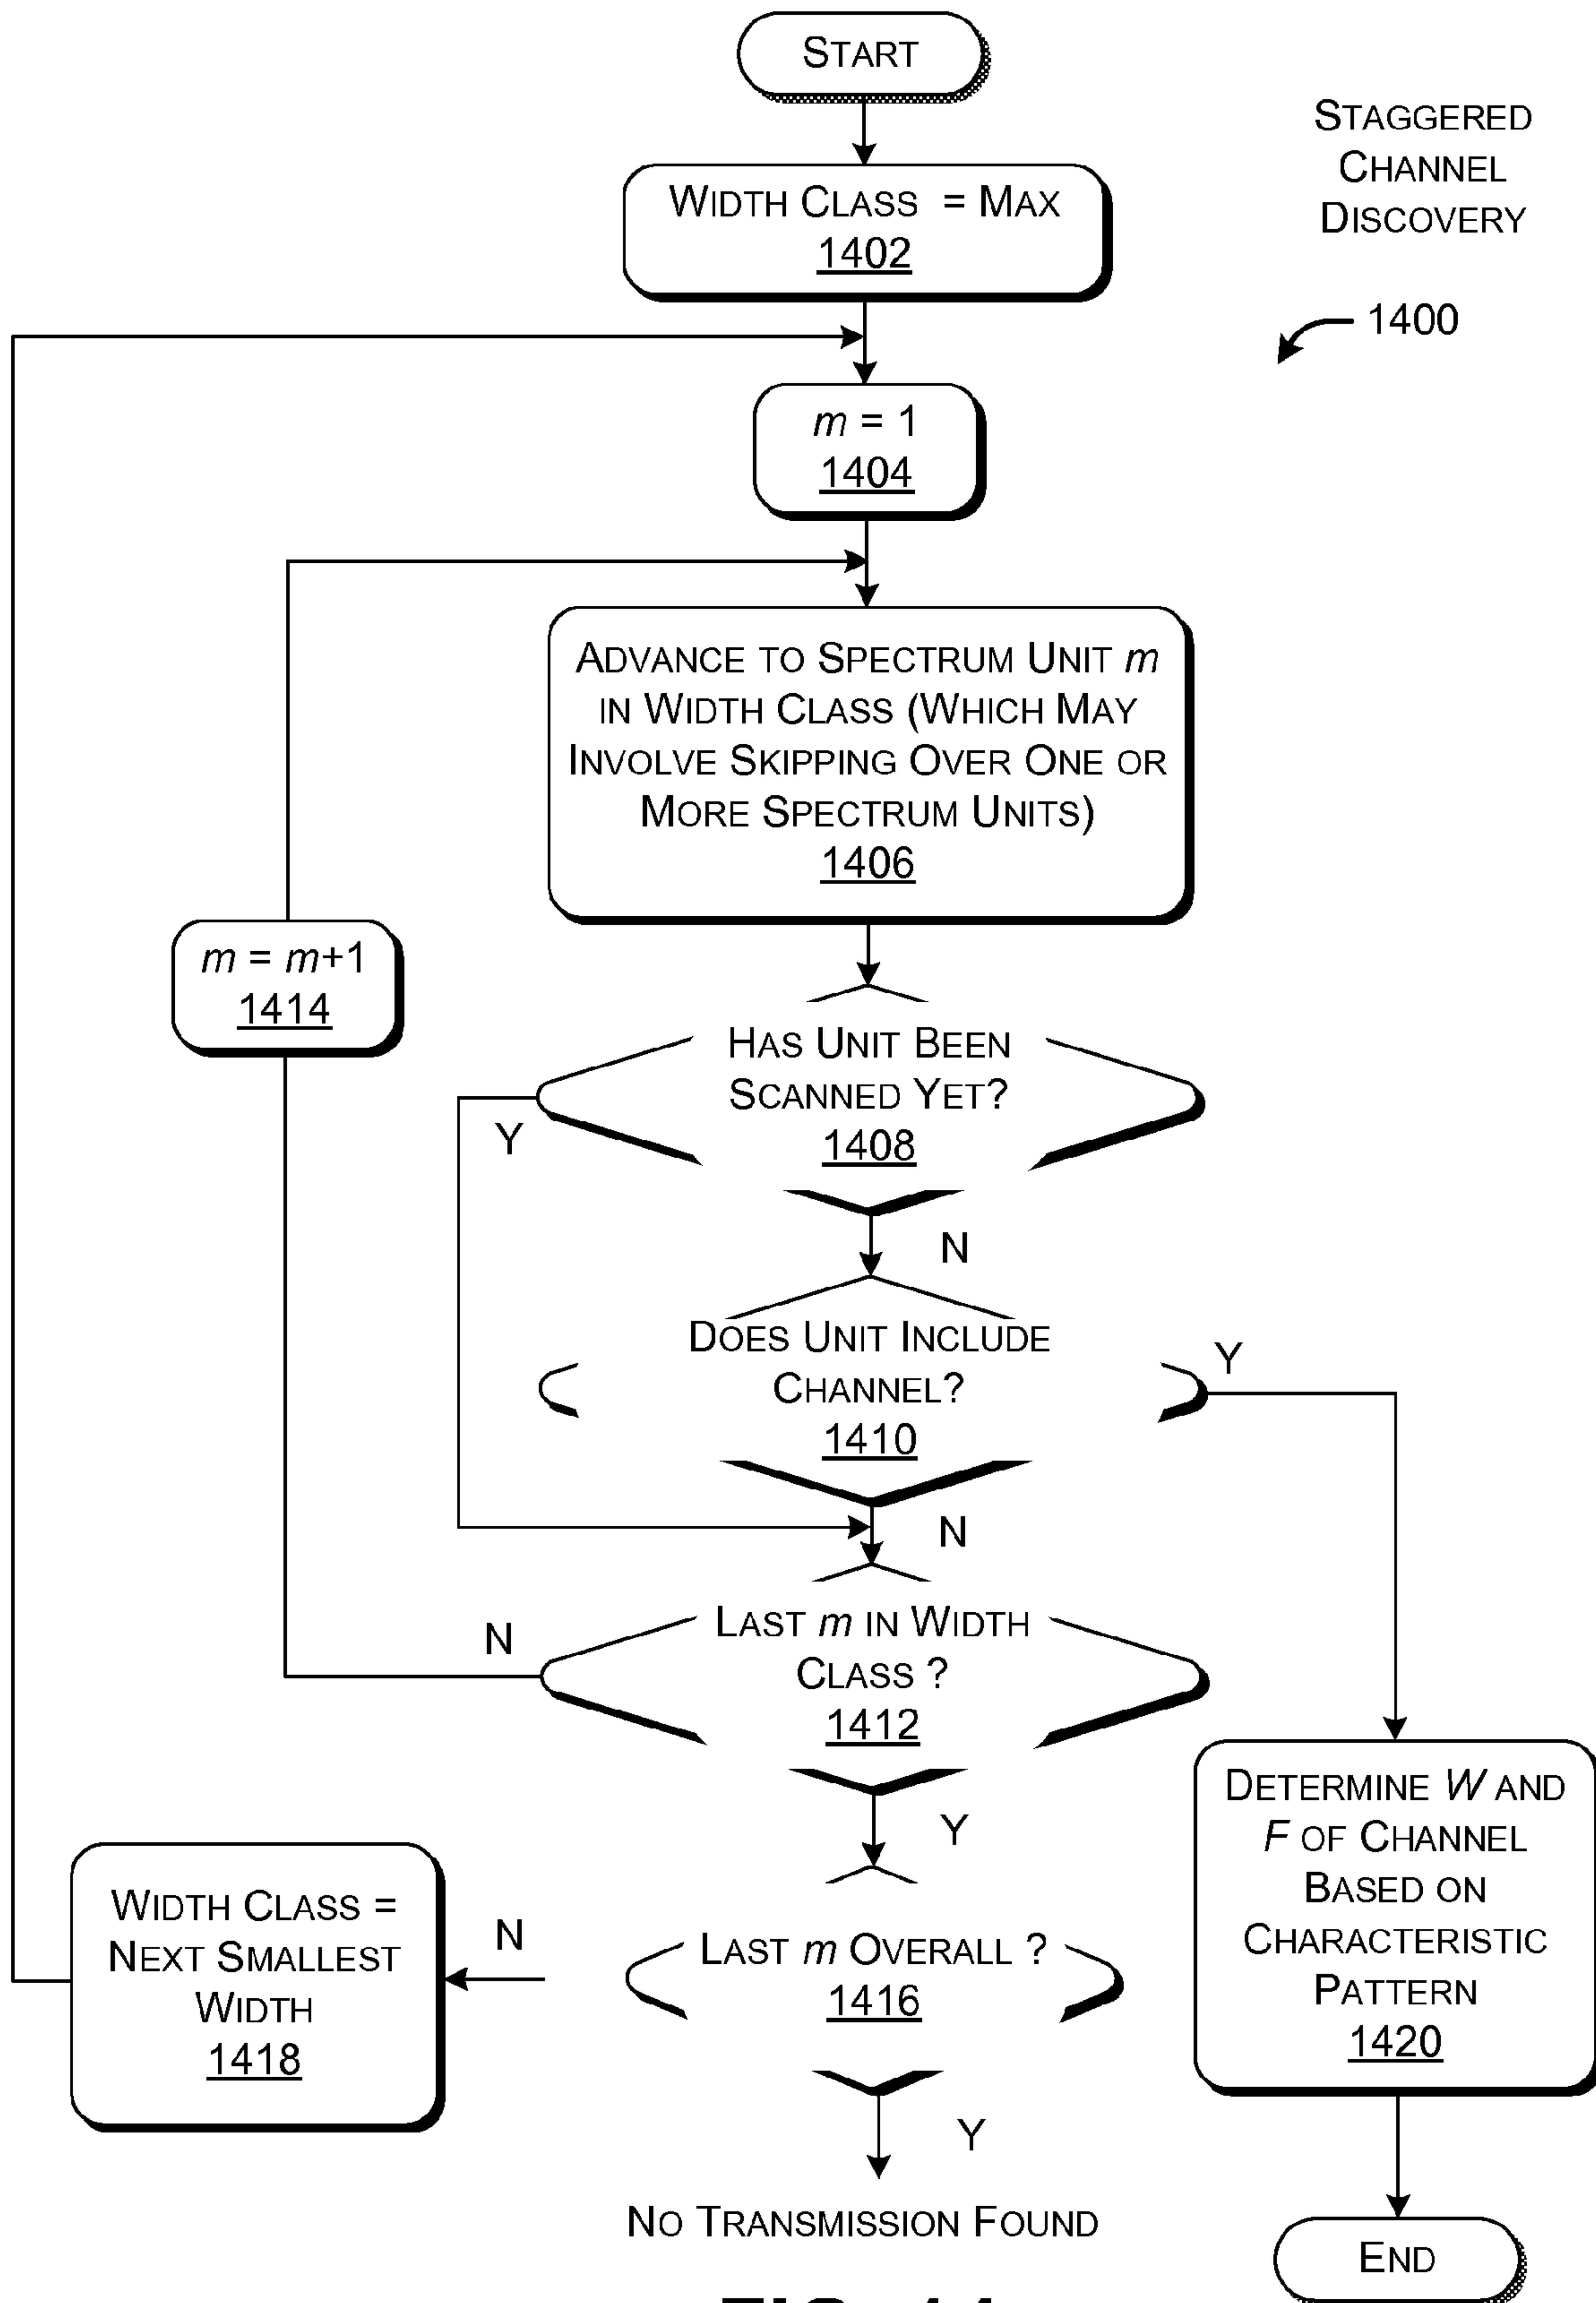 START
STAGGERED
CHANNEL
DISCOVERY
WIDTH CLASS = MAX
1402
1400
m = 1
1404
ADVANCE TO SPECTRUM UNIT m
IN WIDTH CLASS (WHICH MAY
INVOLVE SKIPPING OVER ONE OR
MORE SPECTRUM UNITS)
1406
m = m+1
1414
HAS UNIT BEEN
SCANNED YET?
1408
Y
N
DOES UNIT INCLUDE
CHANNEL?
1410
Y
N
LAST m IN WIDTH
CLASS ?
1412
N
Y
DETERMINE W AND
F OF CHANNEL
BASED ON
CHARACTERISTIC
PATTERN
1420
WIDTH CLASS =
NEXT SMALLEST
WIDTH
1418
N
LAST m OVERALL ?
1416
Y
NO TRANSMISSION FOUND
END